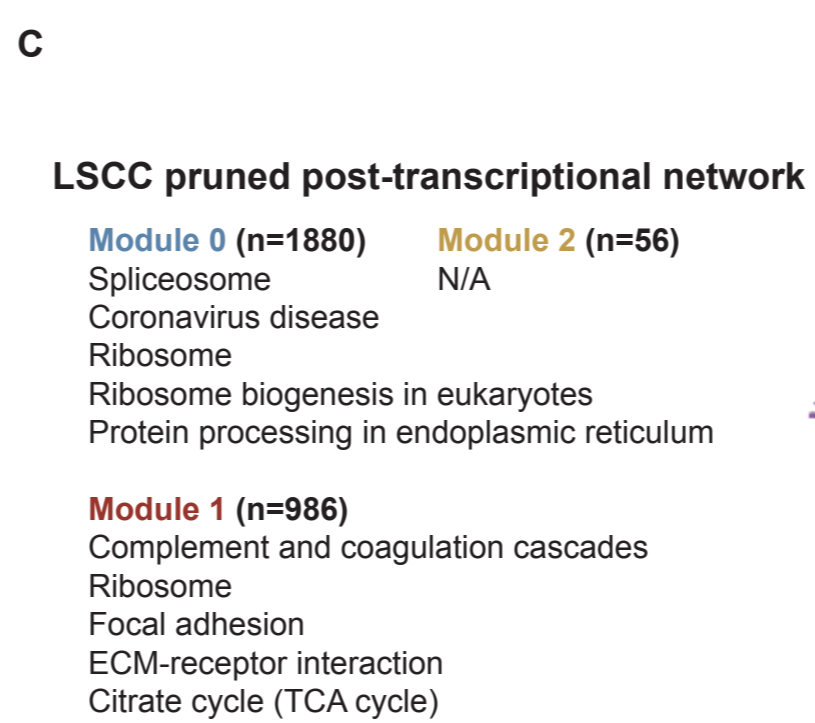 C
LSCC pruned post-transcriptional network
Module 0 (n=1880)
Spliceosome
Coronavirus disease
Ribosome
Ribosome biogenesis in eukaryotes
Protein processing in endoplasmic reticulum
Module 2 (n=56)
N/A
Module 1 (n=986)
Complement and coagulation cascades
Ribosome
Focal adhesion
ECM-receptor interaction
Citrate cycle (TCA cycle)